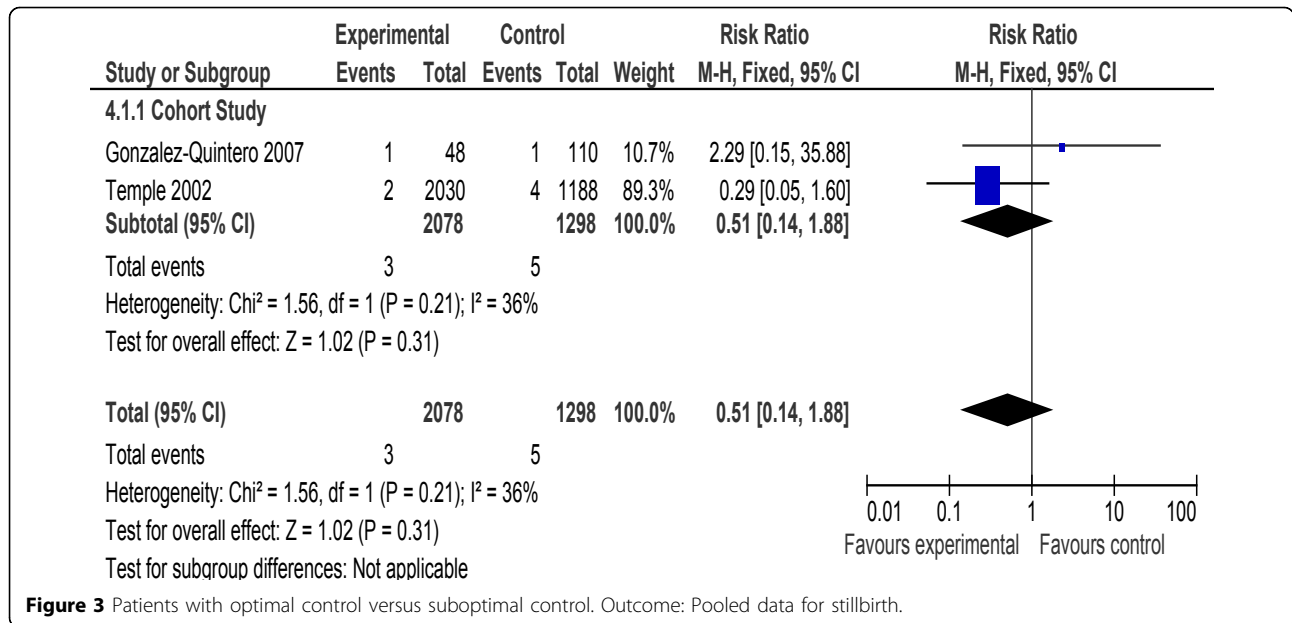 Experimental Control Risk Ratio Risk Ratio
Study or Subgroup Events Total Events Total Weight M-H, Fixed, 95% CI M-H, Fixed, 95% CI
4.1.1 Cohort Study
Gonzalez-Quintero 2007 1 48 1 110 10.7% 2.29 [0.15, 35.88]
Temple 2002 2 2030 4 1188 89.3% 0.29 [0.05, 1.60]
Subtotal (95% CI) 2078 1298 100.0% 0.51 [0.14, 1.88]
Total events 3 5
Heterogeneity: Chi² = 1.56, df = 1 (P = 0.21); I² = 36%
Test for overall effect: Z = 1.02 (P = 0.31)
Total (95% CI) 2078 1298 100.0% 0.51 [0.14, 1.88]
Total events 3 5
Heterogeneity: Chi² = 1.56, df = 1 (P = 0.21); I² = 36%
Test for overall effect: Z = 1.02 (P = 0.31)
Test for subgroup differences: Not applicable
0.01 0.1 1 10 100
Favours experimental Favours control
Figure 3 Patients with optimal control versus suboptimal control. Outcome: Pooled data for stillbirth.